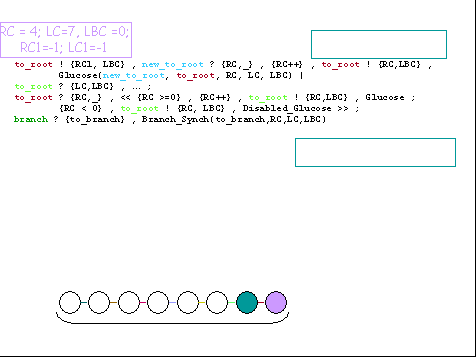 RC = 4; LC=7, LBC =0;
RC1=-1; LC1=-1
to_root ! {RC1, LBC} , new_to_root ? {RC,_} , {RC++} , to_root ! {RC,LBC} ,
Glucose(new_to_root, to_root, RC, LC, LBC) |
to_root ? {LC,LBC} , … ;
to_root ? {RC,_} , << {RC >=0} , {RC++} , to_root ! {RC,LBC} , Glucose ;
{RC < 0} , to_root ! {RC, LBC} , Disabled_Glucose >> ;
branch ? {to_branch} , Branch_Synch(to_branch,RC,LC,LBC)